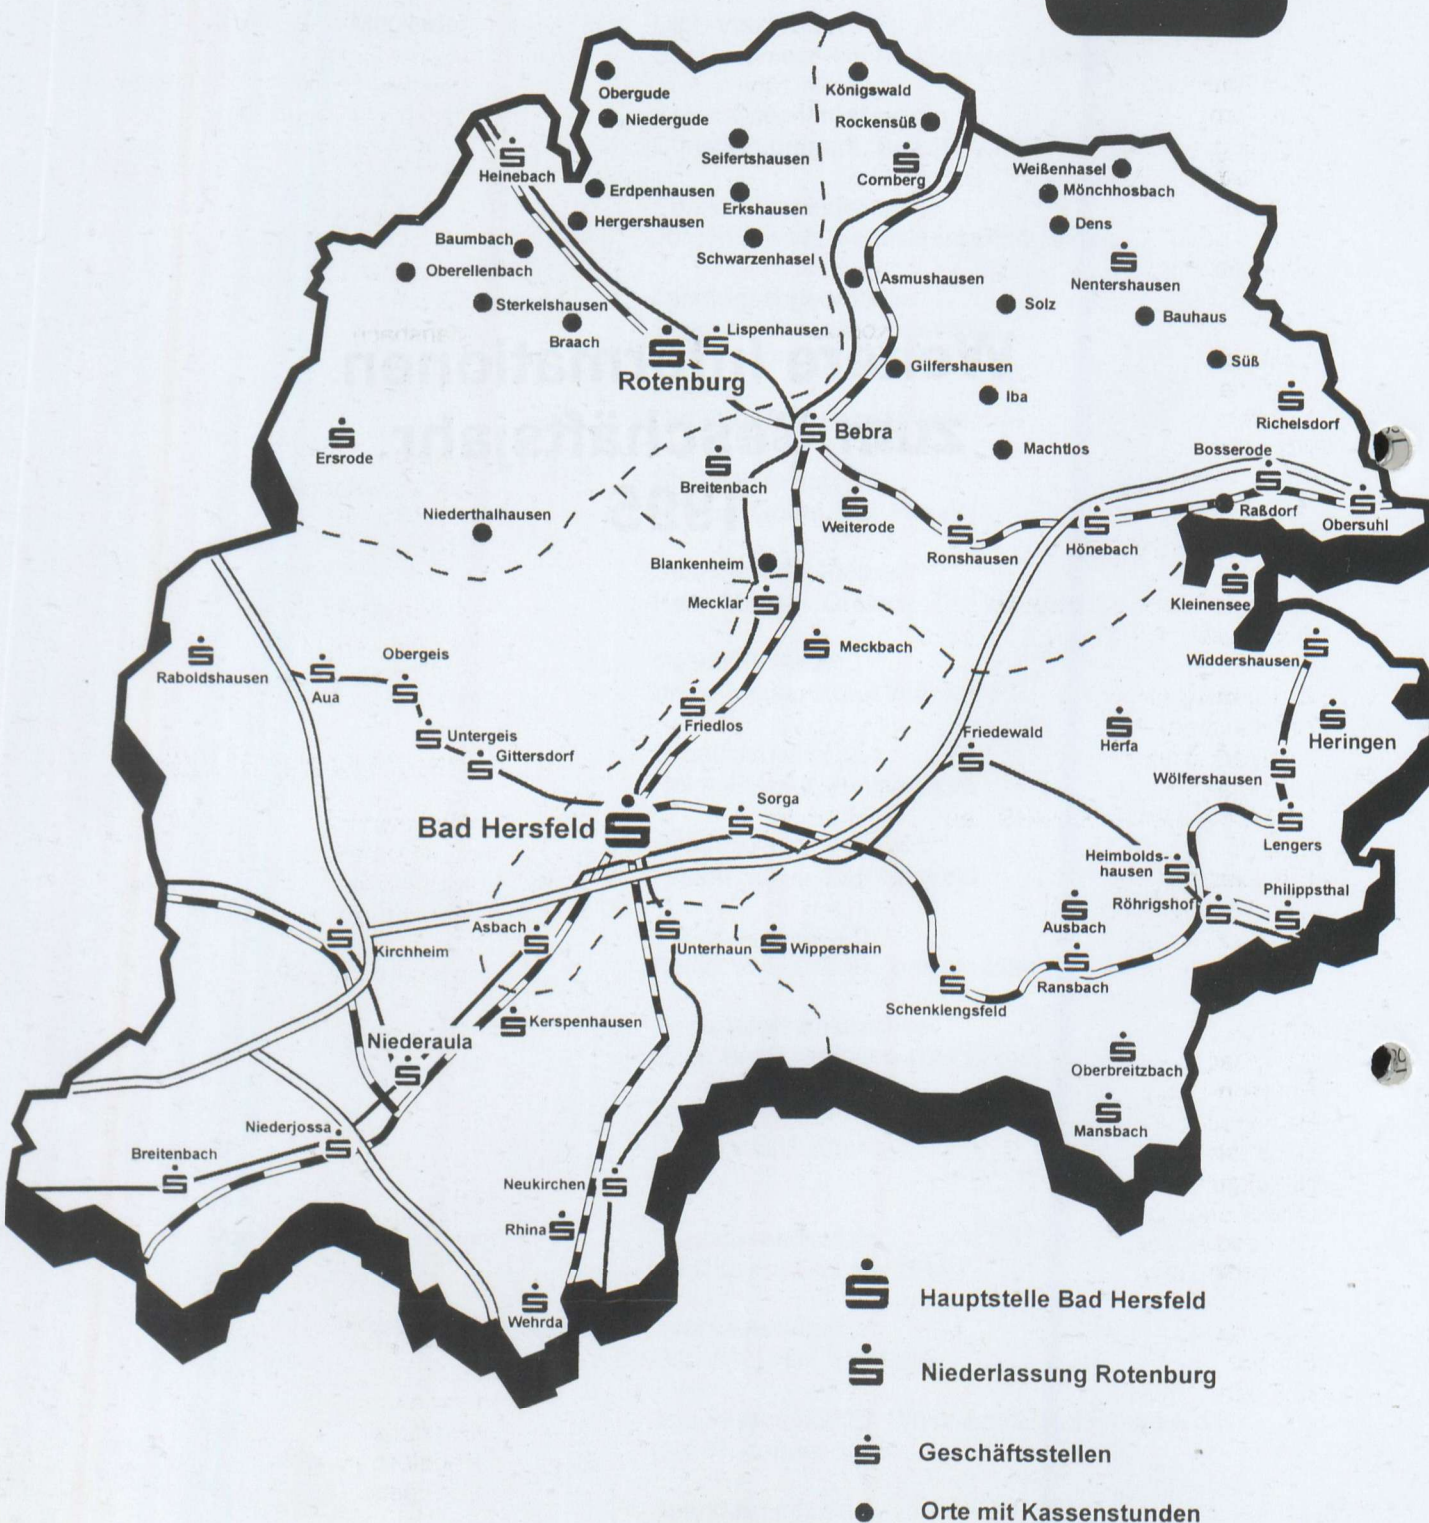 Obergude
Niedergude
Königswald
Rockensüß
Seifertshausen
Cornberg
Heinebach
Weißenhasel
Mönchhosbach
Erdpenhausen
Erkshausen
Hergershausen
Dens
Baumbach
Schwarzenhasel
Oberellenbach
Asmushausen
Nentershausen
Sterkelshausen
Solz
Bauhaus
Braach
Lispenhausen
Rotenburg
Gilfershausen
Süß
Iba
Richelsdorf
Ersrode
Bebra
Machtlos
Bosserode
Breitenbach
Niederthalhausen
Weiterode
Raßdorf
Obersuhl
Ronshausen
Hönebach
Blankenheim
Mecklar
Kleinensee
Meckbach
Obergeis
Widdershausen
Raboldshausen
Aua
Friedlos
Friedewald
Untergeis
Herfa
Heringen
Gittersdorf
Wölfershausen
Sorga
Bad Hersfeld
Lengers
Heimbolds-
hausen
Philippsthal
Röhrigshof
Asbach
Ausbach
Kirchheim
Unterhaun
Wippershain
Ransbach
Schenklengsfeld
Kerspenhausen
Niederaula
Oberbreitzbach
Niederjossa
Mansbach
Breitenbach
Neukirchen
Rhina
Wehrda
Hauptstelle Bad Hersfeld
Niederlassung Rotenburg
Geschäftsstellen
Orte mit Kassenstunden